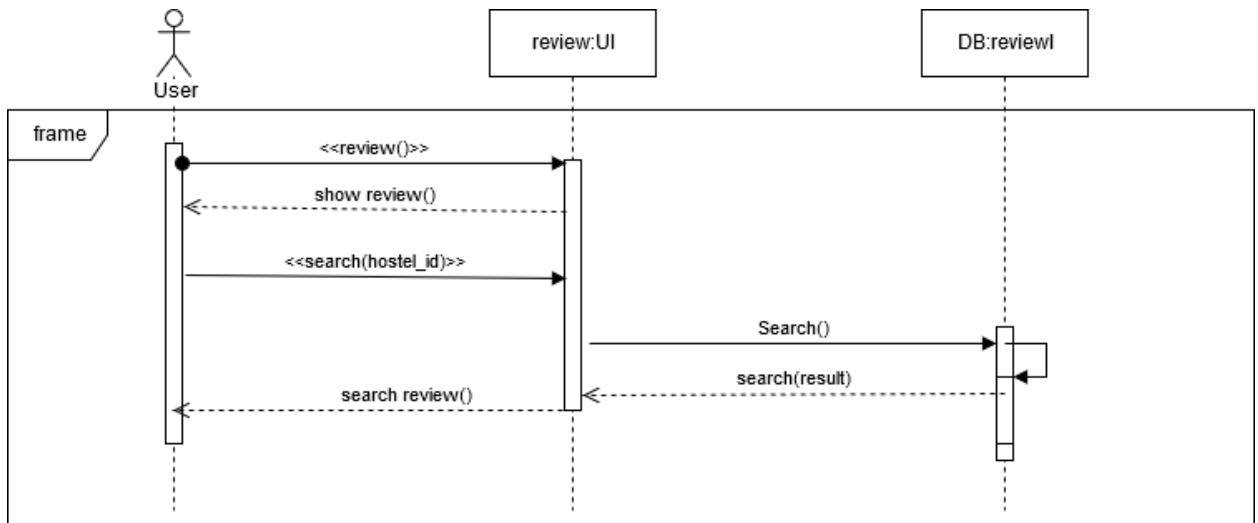 review:UI
DB:reviewI
User
frame
<<review()>>
show review()
<<search(hostel_id)>>
Search()
search(result)
search review()